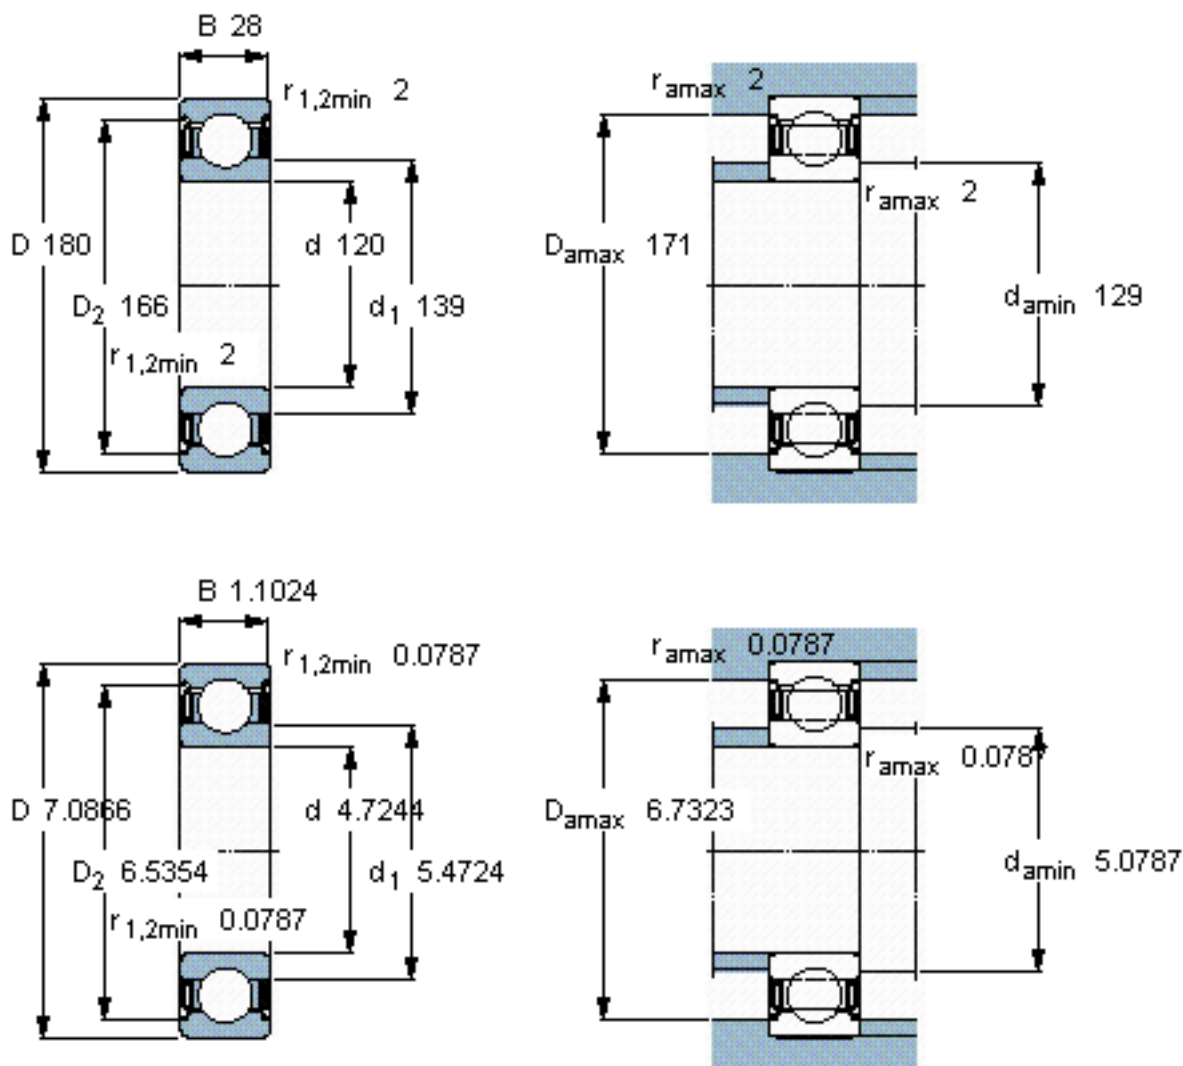 B 28
r1,2min 2
ramax 2
ramax 2
D 180
d 120
Damax 171
D2 166
d1 139
damin 129
r1,2min 2
B 1.1024
r1,2min 0.0787
ramax 0.0787
ramax 0.0787
D 7.0866
d 4.7244
Damax 6.7323
D2 6.5354
d1 5.4724
damin 5.0787
r1,2min 0.0787